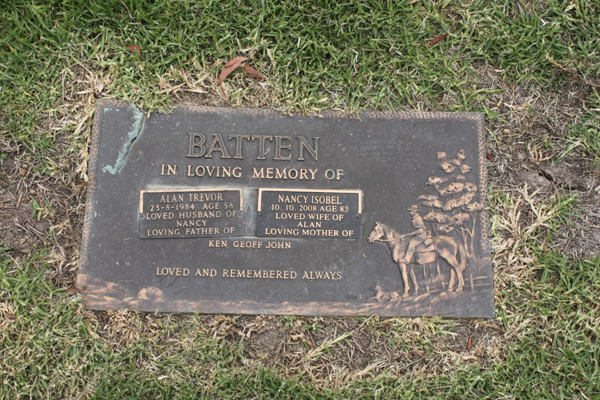 BATTEN
IN LOVING MEMORY OF
ALAN TREVOR
23-8-1984 AGE 58
LOVED HUSBAND OF
NANCY
LOVING FATHER OF
NANCY ISOBEL
10.10.2008 AGE 83
LOVED WIFE OF
ALAN
LOVING MOTHER OF
KEN, GEOFF JOHN
LOVED AND REMEMBERED ALWAYS